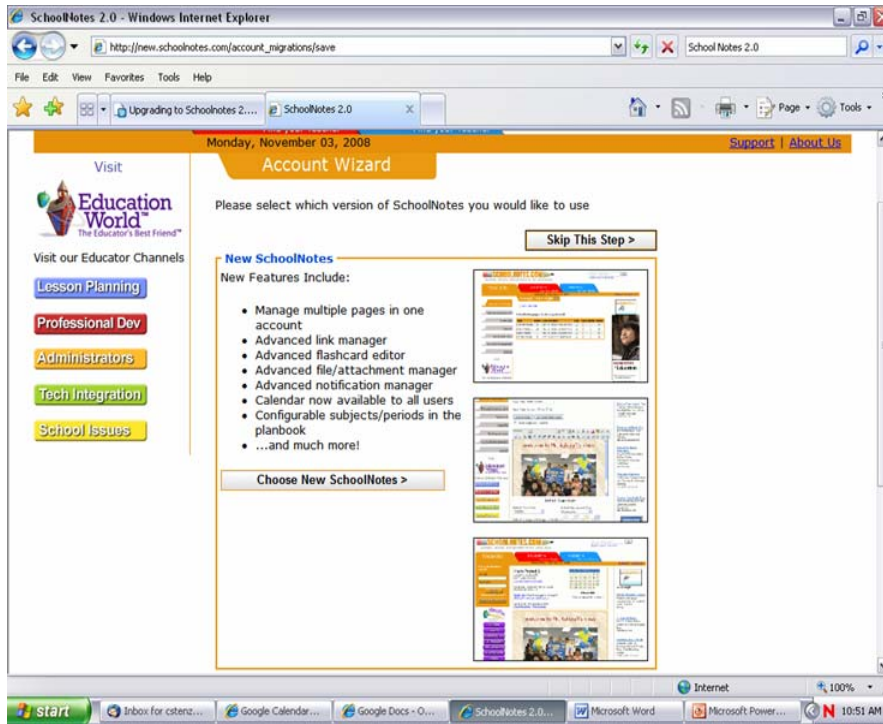 SchoolNotes 2.0 - Windows Internet Explorer
http://new.schoolnotes.com/account_migrations/save
School Notes 2.0
File Edit View Favorites Tools Help
Upgrading to Schoolnotes 2....
SchoolNotes 2.0
Page
Tools
Monday, November 03, 2008
Support | About Us
Visit
Account Wizard
Education World™
The Educator's Best Friend™
Please select which version of SchoolNotes you would like to use
Skip This Step >
Visit our Educator Channels
Lesson Planning
Professional Dev
Administrators
Tech Integration
School Issues
New SchoolNotes
New Features Include:
• Manage multiple pages in one
account
• Advanced link manager
• Advanced flashcard editor
• Advanced file/attachment manager
• Advanced notification manager
• Calendar now available to all users
• Configurable subjects/periods in the
planbook
• ...and much more!
Choose New SchoolNotes >
Internet
100%
start
Inbox for cstenz...
Google Calendar...
Google Docs - O...
SchoolNotes 2.0...
Microsoft Word
Microsoft Power...
N
10:51 AM